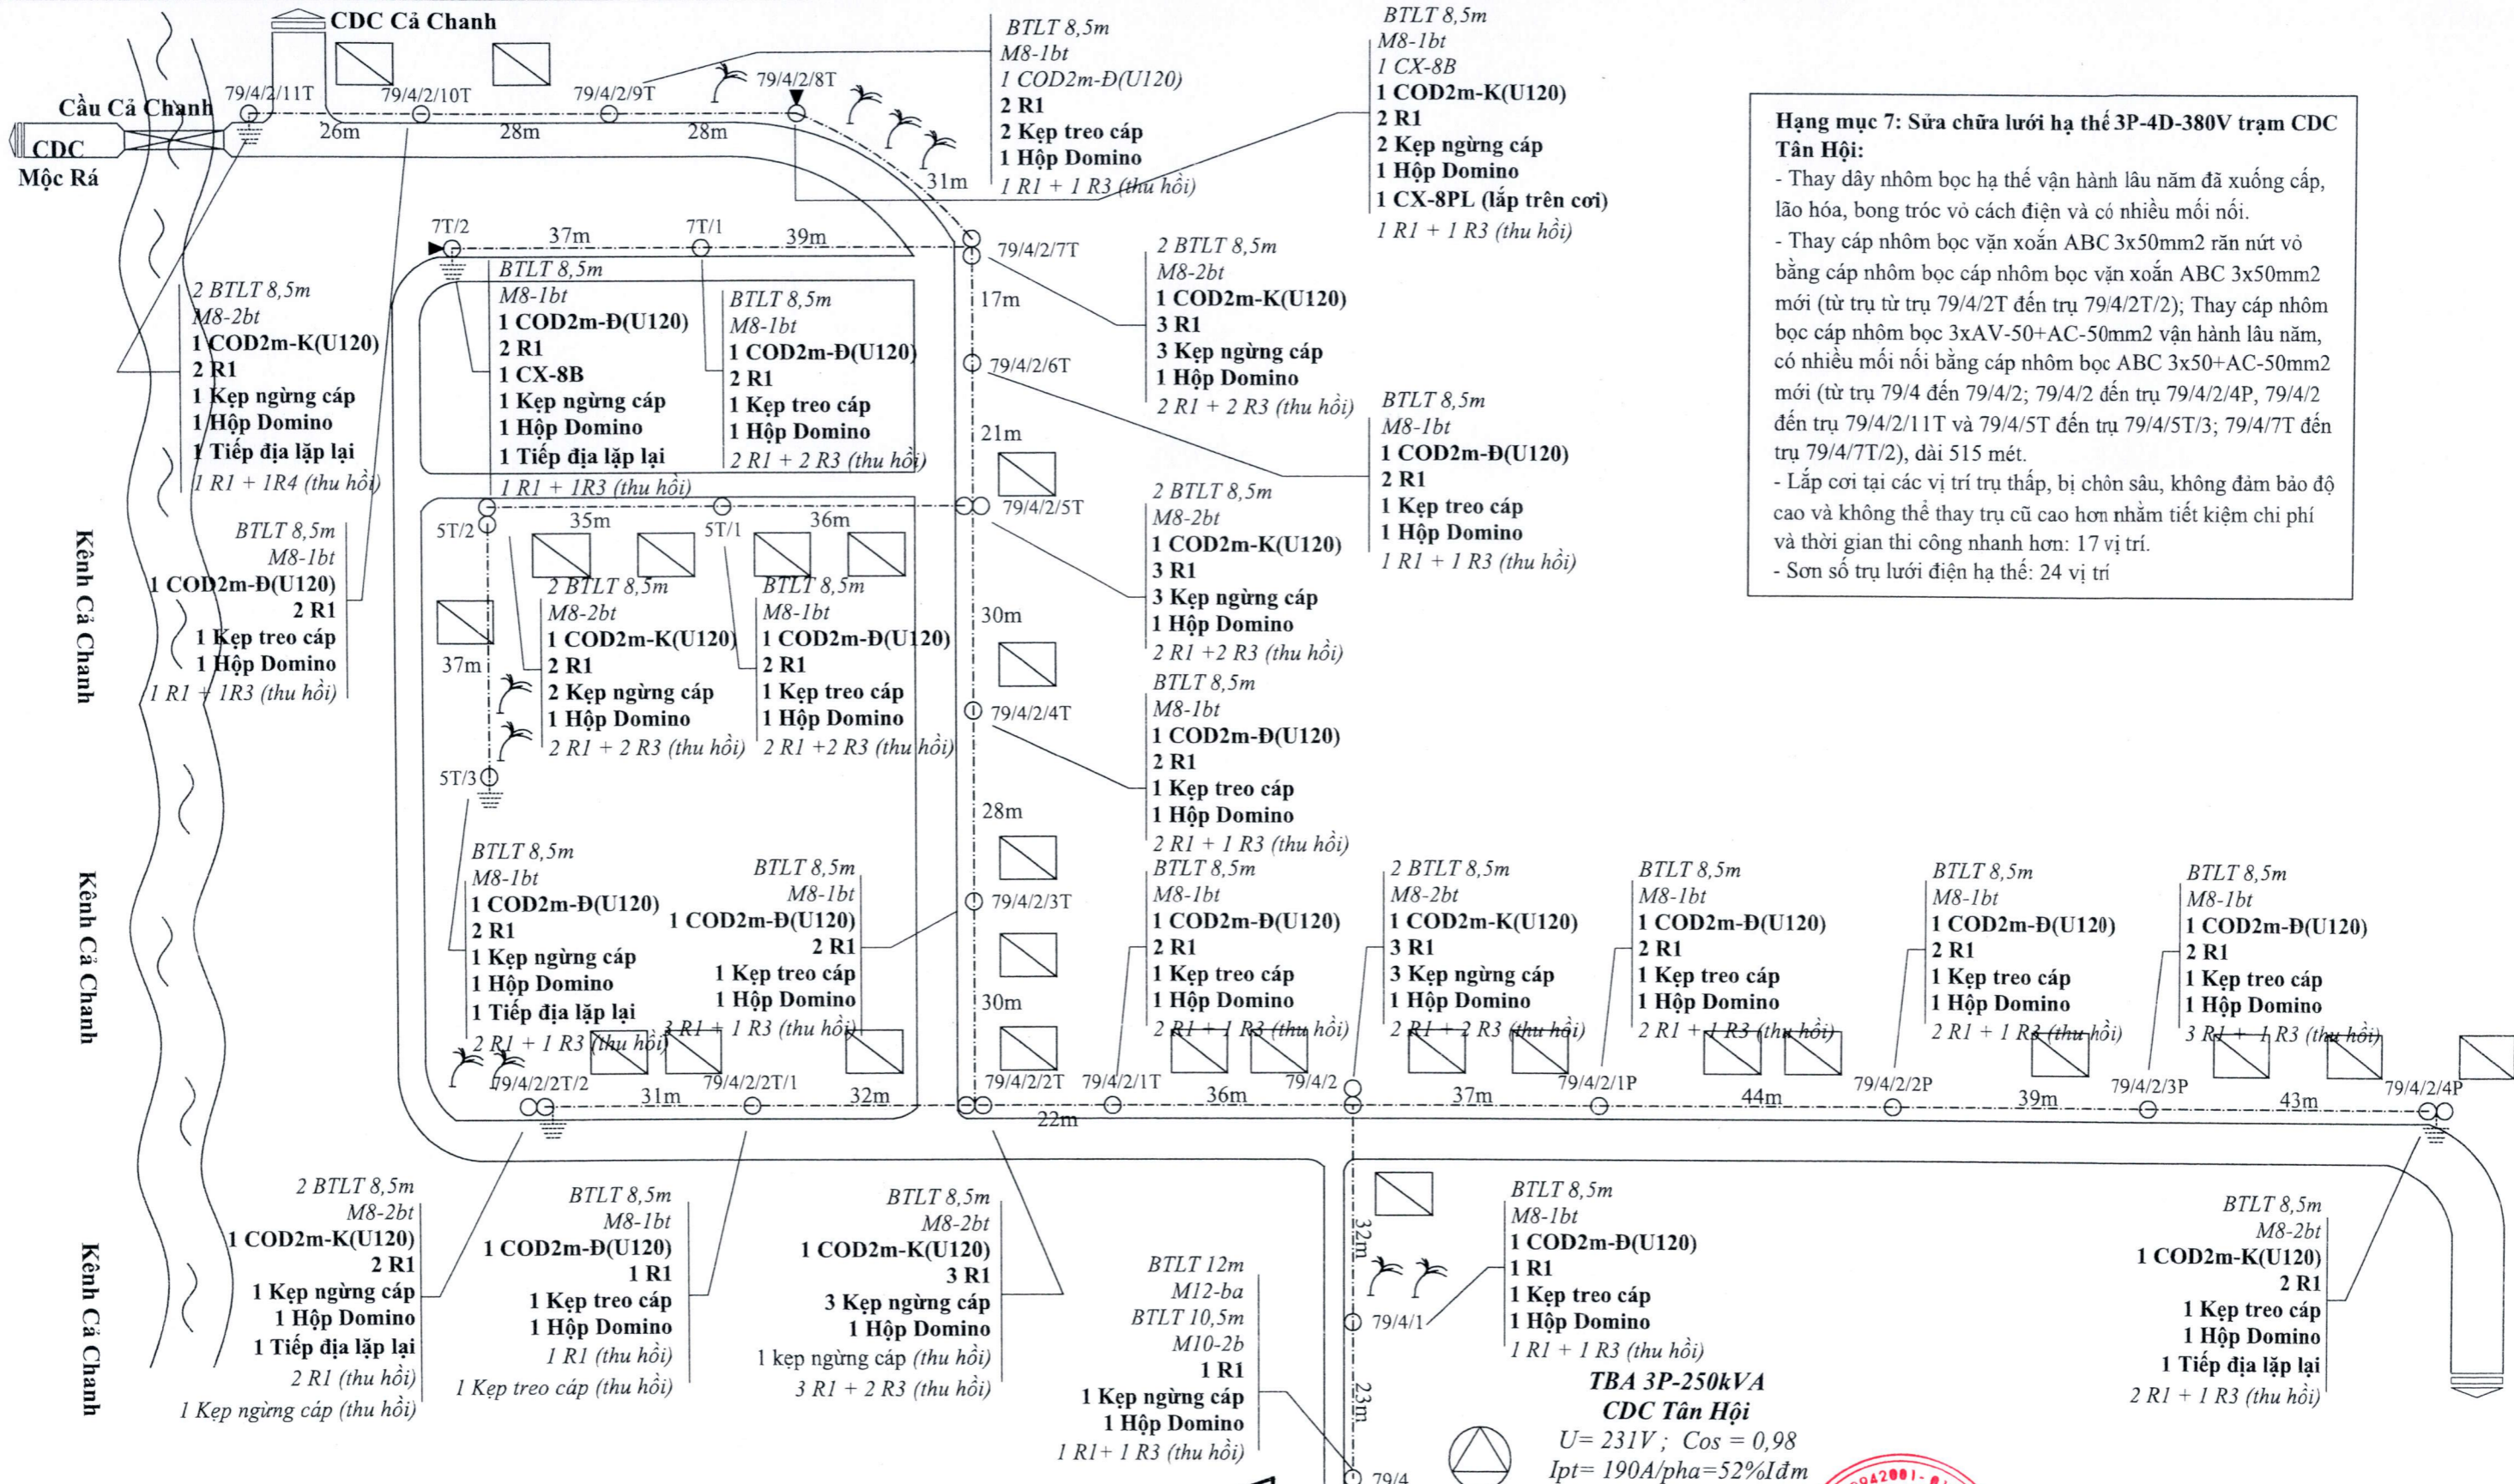 CDC Cả Chanh
Cầu Cả Chanh
CDC
Mộc Rá
79/4/2/11T
79/4/2/10T
79/4/2/9T
79/4/2/8T
26m
28m
28m
31m
BTLT 8,5m
M8-1bt
1 COD2m-Đ(U120)
2 R1
2 Kẹp treo cáp
1 Hộp Domino
1 R1 + 1 R3 (thu hồi)
BTLT 8,5m
M8-1bt
1 CX-8B
1 COD2m-K(U120)
2 R1
2 Kẹp ngừng cáp
1 Hộp Domino
1 CX-8PL (lắp trên cơi)
1 R1 + 1 R3 (thu hồi)
Hạng mục 7: Sửa chữa lưới hạ thế 3P-4D-380V trạm CDC
Tân Hội:
- Thay dây nhôm bọc hạ thế vận hành lâu năm đã xuống cấp,
lão hóa, bong tróc vỏ cách điện và có nhiều mối nối.
- Thay cáp nhôm bọc vặn xoắn ABC 3x50mm2 răn nứt vỏ
bằng cáp nhôm bọc cáp nhôm bọc vặn xoắn ABC 3x50mm2
mới (từ trụ từ trụ 79/4/2T đến trụ 79/4/2T/2); Thay cáp nhôm
bọc cáp nhôm bọc 3xAV-50+AC-50mm2 vận hành lâu năm,
có nhiều mối nối bằng cáp nhôm bọc ABC 3x50+AC-50mm2
mới (từ trụ 79/4 đến 79/4/2; 79/4/2 đến trụ 79/4/2/4P, 79/4/2
đến trụ 79/4/2/11T và 79/4/5T đến trụ 79/4/5T/3; 79/4/7T đến
trụ 79/4/7T/2), dài 515 mét.
- Lắp cơi tại các vị trí trụ thấp, bị chôn sâu, không đảm bảo độ
cao và không thể thay trụ cũ cao hơn nhằm tiết kiệm chi phí
và thời gian thi công nhanh hơn: 17 vị trí.
- Sơn số trụ lưới điện hạ thế: 24 vị trí
7T/2
37m
7T/1
39m
79/4/2/7T
17m
79/4/2/6T
21m
79/4/2/5T
2 BTLT 8,5m
M8-2bt
1 COD2m-K(U120)
2 R1
1 Kẹp ngừng cáp
1 Hộp Domino
1 Tiếp địa lặp lại
1 R1 + 1R4 (thu hồi)
BTLT 8,5m
M8-1bt
1 COD2m-Đ(U120)
2 R1
1 CX-8B
1 Kẹp ngừng cáp
1 Hộp Domino
1 Tiếp địa lặp lại
1 R1 + 1R3 (thu hồi)
BTLT 8,5m
M8-1bt
1 COD2m-Đ(U120)
2 R1
1 Kẹp treo cáp
1 Hộp Domino
2 R1 + 2 R3 (thu hồi)
2 BTLT 8,5m
M8-2bt
1 COD2m-K(U120)
3 R1
3 Kẹp ngừng cáp
1 Hộp Domino
2 R1 + 2 R3 (thu hồi)
BTLT 8,5m
M8-1bt
1 COD2m-Đ(U120)
2 R1
1 Kẹp treo cáp
1 Hộp Domino
1 R1 + 1 R3 (thu hồi)
Kênh Cả Chanh
BTLT 8,5m
M8-1bt
1 COD2m-Đ(U120)
2 R1
1 Kẹp treo cáp
1 Hộp Domino
1 R1 + 1R3 (thu hồi)
5T/2
35m
5T/1
36m
37m
5T/3
2 BTLT 8,5m
M8-2bt
1 COD2m-K(U120)
2 R1
2 Kẹp ngừng cáp
1 Hộp Domino
2 R1 + 2 R3 (thu hồi)
BTLT 8,5m
M8-1bt
1 COD2m-Đ(U120)
2 R1
1 Kẹp treo cáp
1 Hộp Domino
2 R1 +2 R3 (thu hồi)
2 BTLT 8,5m
M8-2bt
1 COD2m-K(U120)
3 R1
3 Kẹp ngừng cáp
1 Hộp Domino
2 R1 +2 R3 (thu hồi)
30m
79/4/2/4T
28m
79/4/2/3T
30m
BTLT 8,5m
M8-1bt
1 COD2m-Đ(U120)
2 R1
1 Kẹp treo cáp
1 Hộp Domino
2 R1 + 1 R3 (thu hồi)
Kênh Cả Chanh
BTLT 8,5m
M8-1bt
1 COD2m-Đ(U120)
2 R1
1 Kẹp ngừng cáp
1 Hộp Domino
1 Tiếp địa lặp lại
2 R1 + 1 R3 (thu hồi)
BTLT 8,5m
M8-1bt
1 COD2m-Đ(U120)
2 R1
1 Kẹp treo cáp
1 Hộp Domino
3 R1 + 1 R3 (thu hồi)
BTLT 8,5m
M8-1bt
1 COD2m-Đ(U120)
2 R1
1 Kẹp treo cáp
1 Hộp Domino
2 R1 + 1 R3 (thu hồi)
2 BTLT 8,5m
M8-2bt
1 COD2m-K(U120)
3 R1
3 Kẹp ngừng cáp
1 Hộp Domino
2 R1 + 2 R3 (thu hồi)
BTLT 8,5m
M8-1bt
1 COD2m-Đ(U120)
2 R1
1 Kẹp treo cáp
1 Hộp Domino
2 R1 + 1 R3 (thu hồi)
BTLT 8,5m
M8-1bt
1 COD2m-Đ(U120)
2 R1
1 Kẹp treo cáp
1 Hộp Domino
2 R1 + 1 R3 (thu hồi)
BTLT 8,5m
M8-1bt
1 COD2m-Đ(U120)
2 R1
1 Kẹp treo cáp
1 Hộp Domino
3 R1 + 1 R3 (thu hồi)
79/4/2/2T/2
31m
79/4/2/2T/1
32m
79/4/2/2T
22m
79/4/2/1T
36m
79/4/2
37m
79/4/2/1P
44m
79/4/2/2P
39m
79/4/2/3P
43m
79/4/2/4P
Kênh Cả Chanh
2 BTLT 8,5m
M8-2bt
1 COD2m-K(U120)
2 R1
1 Kẹp ngừng cáp
1 Hộp Domino
1 Tiếp địa lặp lại
2 R1 (thu hồi)
1 Kẹp ngừng cáp (thu hồi)
BTLT 8,5m
M8-1bt
1 COD2m-Đ(U120)
1 R1
1 Kẹp treo cáp
1 Hộp Domino
1 R1 (thu hồi)
1 Kẹp treo cáp (thu hồi)
BTLT 8,5m
M8-2bt
1 COD2m-K(U120)
3 R1
3 Kẹp ngừng cáp
1 Hộp Domino
1 kẹp ngừng cáp (thu hồi)
3 R1 + 2 R3 (thu hồi)
BTLT 12m
M12-ba
BTLT 10,5m
M10-2b
1 R1
1 Kẹp ngừng cáp
1 Hộp Domino
1 R1+ 1 R3 (thu hồi)
32m
79/4/1
23m
79/4
BTLT 8,5m
M8-1bt
1 COD2m-Đ(U120)
1 R1
1 Kẹp treo cáp
1 Hộp Domino
1 R1 + 1 R3 (thu hồi)
TBA 3P-250kVA
CDC Tân Hội
U= 231V ; Cos = 0,98
Ipt= 190A/pha=52%Iđm
BTLT 8,5m
M8-2bt
1 COD2m-K(U120)
2 R1
1 Kẹp treo cáp
1 Hộp Domino
1 Tiếp địa lặp lại
2 R1 + 1 R3 (thu hồi)